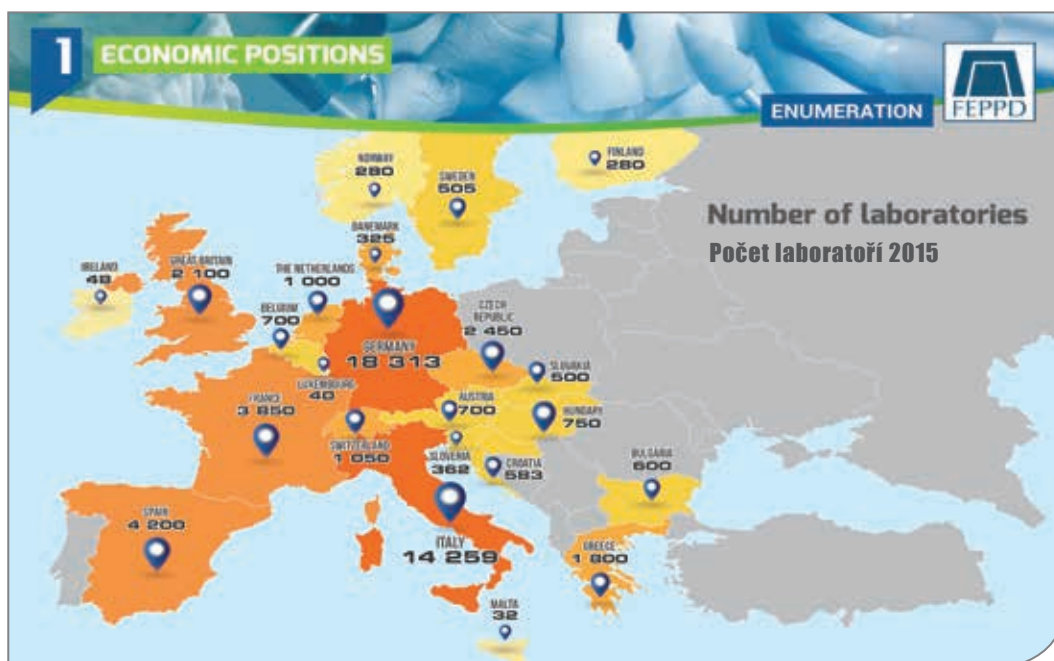 1
ECONOMIC POSITIONS
ENUMERATION
FEPPD
Number of laboratories
Počet laboratoří 2015
NORWAY
280
SWEDEN
505
FINLAND
280
DANEMARK
325
IRELAND
48
GREAT BRITAIN
2 100
THE NETHERLANDS
1 000
BELGIUM
700
GERMANY
18 313
CZECH
REPUBLIC
2 450
SLOVAKIA
500
LUXEMBOURG
40
FRANCE
3 850
AUSTRIA
700
HUNGARY
750
SWITZERLAND
1 050
SLOVENIA
362
CROATIA
583
BULGARIA
600
SPAIN
4 200
ITALY
14 259
GREECE
1 800
MALTA
32